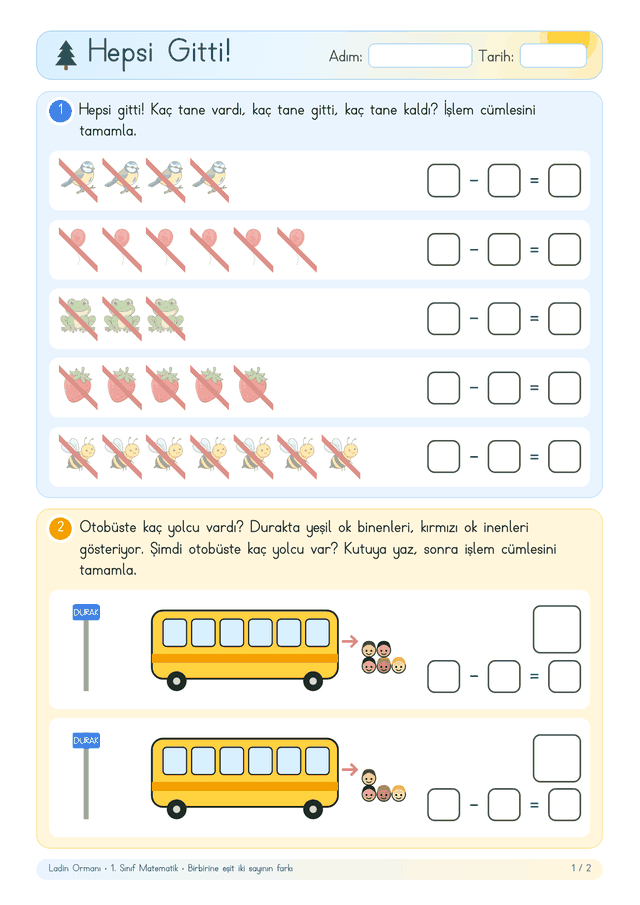 Hepsi Gitti!
Adım:
Tarih:
1 Hepsi gitti! Kaç tane vardı, kaç tane gitti, kaç tane kaldı? İşlem cümlesini
tamamla.
- =
- =
- =
- =
- =
2 Otobüste kaç yolcu vardı? Durakta yeşil ok binenleri, kırmızı ok inenleri
gösteriyor. Şimdi otobüste kaç yolcu var? Kutuya yaz, sonra işlem cümlesini
tamamla.
DURAK
- =
DURAK
- =
Ladin Ormanı • 1. Sınıf Matematik • Birbirine eşit iki sayının farkı
1 / 2